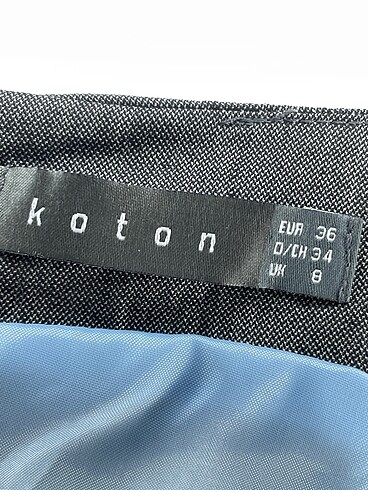 koton
EUR 36
D/CH 34
UK 8